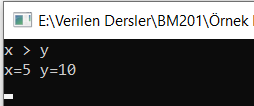 E:\Verilen Dersler\BM201\Örnek
x > y
x=5 y=10